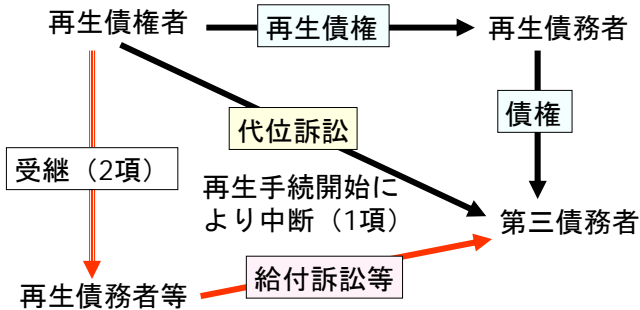 再生債権者
再生債権
再生債務者
代位訴訟
債権
受継（2項）
再生手続開始に
より中断（1項）
第三債務者
再生債務者等
給付訴訟等